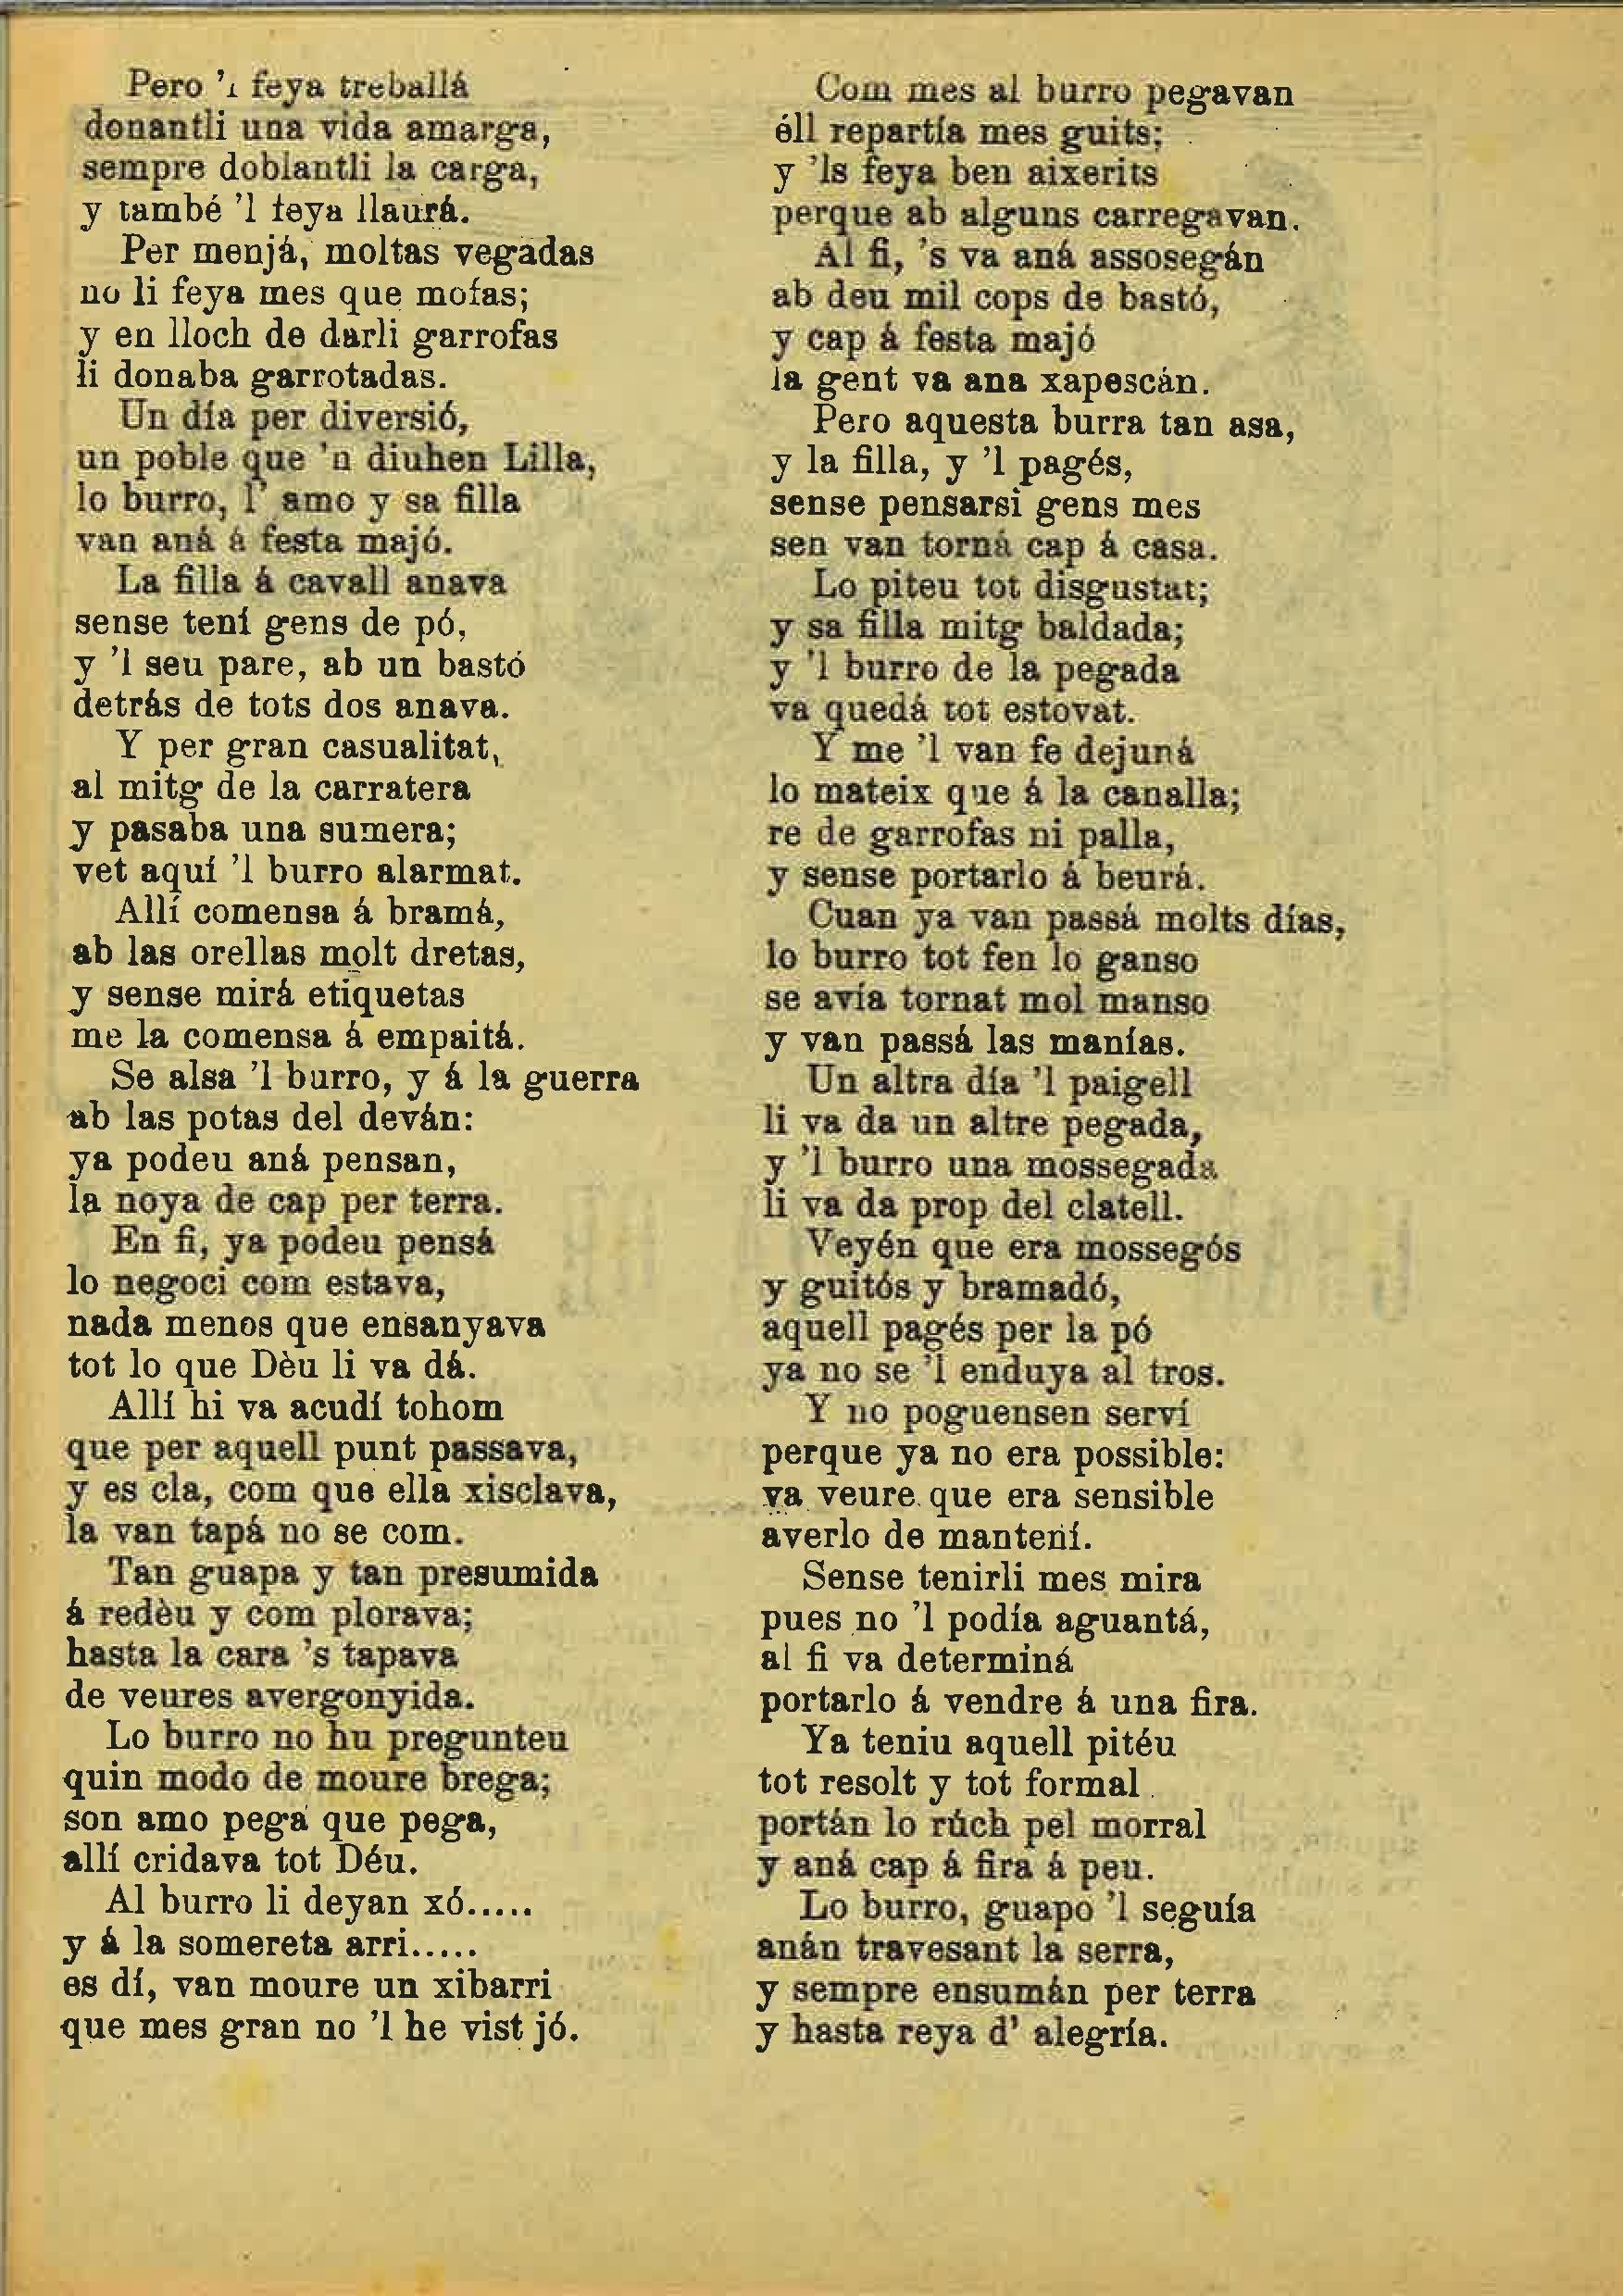 Pero 'l feya treballá
donantli una vida amarga,
sempre doblantli la carga,
y també 'l feya llaurá.
Per menjá, moltas vegadas
no li feya mes que mofas;
y en lloch de darli garrofas
li donaba garrotadas.
Un día per diversió,
un poble que 'n diuhen Lilla,
lo burro, l' amo y sa filla
van aná á festa majó.
La filla á cavall anava
sense tení gens de pó,
y 'l seu pare, ab un bastó
detrás de tots dos anava.
Y per gran casualitat,
al mitg de la carratera
y pasaba una sumera;
vet aquí 'l burro alarmat.
Allí comensa á bramá,
ab las orellas molt dretas,
y sense mirá etiquetas
me la comensa á empaitá.
Se alsa 'l burro, y á la guerra
ab las potas del deván:
ya podeu aná pensan,
la noya de cap per terra.
En fi, ya podeu pensá
lo negoci com estava,
nada menos que ensanyava
tot lo que Dèu li va dá.
Allí hi va acudí tohom
que per aquell punt passava,
y es cla, com que ella xisclava,
la van tapá no se com.
Tan guapa y tan presumida
á redèu y com plorava;
hasta la cara 's tapava
de veures avergonyida.
Lo burro no hu pregunteu
quin modo de moure brega;
son amo pega que pega,
allí cridava tot Déu.
Al burro li deyan xó.....
y á la somereta arri.....
es dí, van moure un xibarri
que mes gran no 'l he vist jó.
Com mes al burro pegavan
éll repartía mes guits;
y 'ls feya ben aixerits
perque ab alguns carregavan.
Al fi, 's va aná assosegán
ab deu mil cops de bastó,
y cap á festa majó
la gent va ana xapescán.
Pero aquesta burra tan asa,
y la filla, y 'l pagés,
sense pensarsi gens mes
sen van torná cap á casa.
Lo piteu tot disgustat;
y sa filla mitg baldada;
y 'l burro de la pegada
va quedá tot estovat.
Y me 'l van fe dejuná
lo mateix que á la canalla;
re de garrofas ni palla,
y sense portarlo á beurá.
Cuan ya van passá molts días,
lo burro tot fen lo ganso
se avía tornat mol manso
y van passá las manías.
Un altra día 'l paigell
li va da un altre pegada,
y 'l burro una mossegada
li va da prop del clatell.
Veyén que era mossegós
y guitós y bramadó,
aquell pagés per la pó
ya no se 'l enduya al tros.
Y no poguensen serví
perque ya no era possible:
va veure que era sensible
averlo de mantení.
Sense tenirli mes mira
pues no 'l podía aguantá,
al fi va determiná
portarlo á vendre á una fira.
Ya teniu aquell pitéu
tot resolt y tot formal
portán lo rúch pel morral
y aná cap á fira á peu.
Lo burro, guapo 'l seguía
anán travesant la serra,
y sempre ensumán per terra
y hasta reya d' alegría.